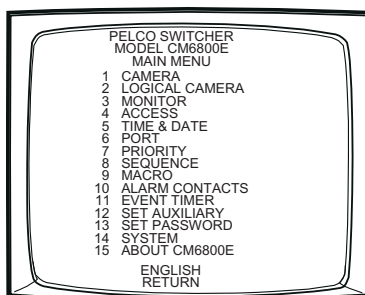 PELCO SWITCHER
MODEL CM6800E
MAIN MENU
1 CAMERA
2 LOGICAL CAMERA
3 MONITOR
4 ACCESS
5 TIME & DATE
6 PORT
7 PRIORITY
8 SEQUENCE
9 MACRO
10 ALARM CONTACTS
11 EVENT TIMER
12 SET AUXILIARY
13 SET PASSWORD
14 SYSTEM
15 ABOUT CM6800E
ENGLISH
RETURN